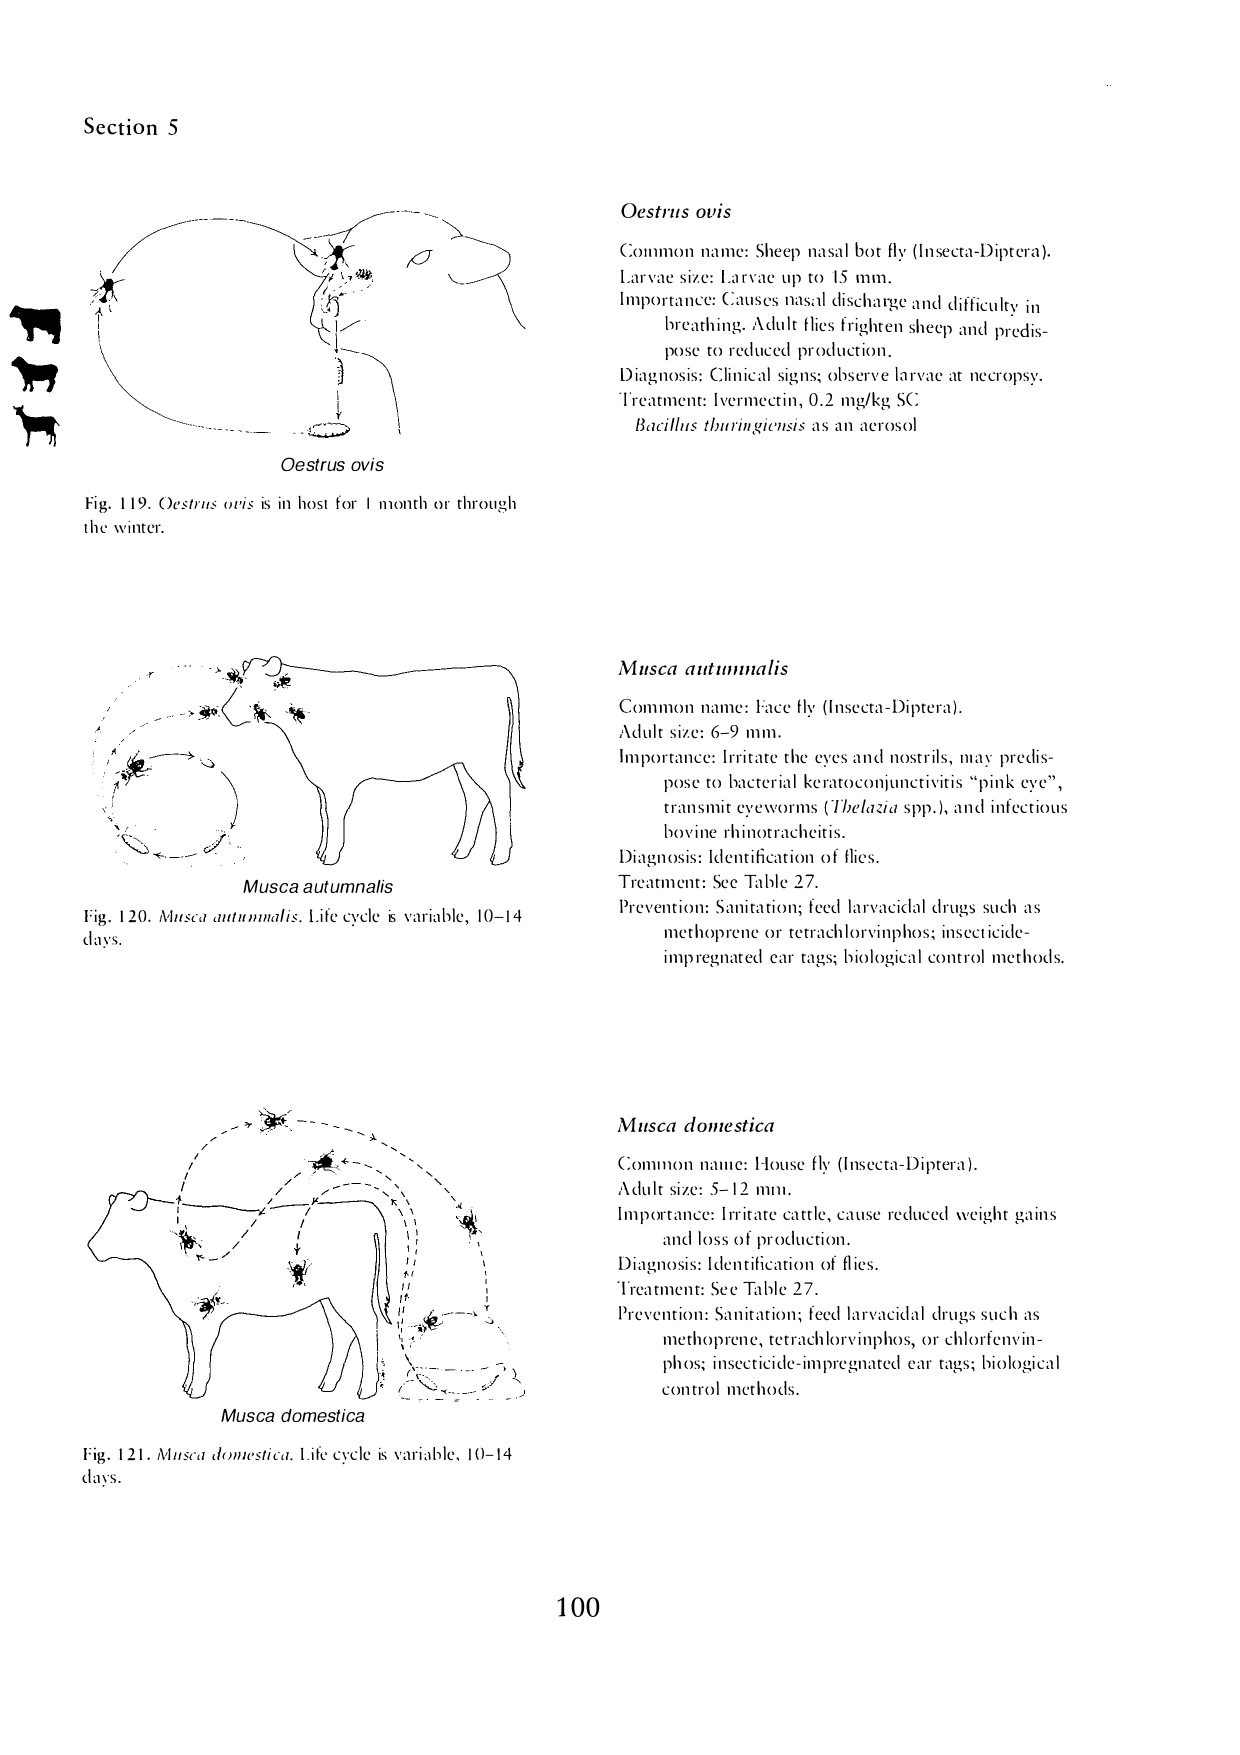 Section 5
Oestrus ovis
Fig. 119. Oestrus ovis is in host for 1 month or through
the winter.
Oestrus ovis
Common name: Sheep nasal bot fly (Insecta-Diptera).
Larvae size: Larvae up to 15 mm.
Importance: Causes nasal discharge and difficulty in
breathing. Adult flies frighten sheep and predis-
pose to reduced production.
Diagnosis: Clinical signs; observe larvae at necropsy.
Treatment: Ivermectin, 0.2 mg/kg SC
Bacillus thuringiensis as an aerosol
Musca autumnalis
Fig. 120. Musca autumnalis. Life cycle is variable, 10–14
days.
Musca autumnalis
Common name: Face fly (Insecta-Diptera).
Adult size: 6–9 mm.
Importance: Irritate the eyes and nostrils, may predis-
pose to bacterial keratoconjunctivitis “pink eye”,
transmit eyeworms (Thelazia spp.), and infectious
bovine rhinotracheitis.
Diagnosis: Identification of flies.
Treatment: See Table 27.
Prevention: Sanitation; feed larvacidal drugs such as
methoprene or tetrachlorvinphos; insecticide-
impregnated ear tags; biological control methods.
Musca domestica
Fig. 121. Musca domestica. Life cycle is variable, 10–14
days.
Musca domestica
Common name: House fly (Insecta-Diptera).
Adult size: 5–12 mm.
Importance: Irritate cattle, cause reduced weight gains
and loss of production.
Diagnosis: Identification of flies.
Treatment: See Table 27.
Prevention: Sanitation; feed larvacidal drugs such as
methoprene, tetrachlorvinphos, or chlorfenvin-
phos; insecticide-impregnated ear tags; biological
control methods.
100